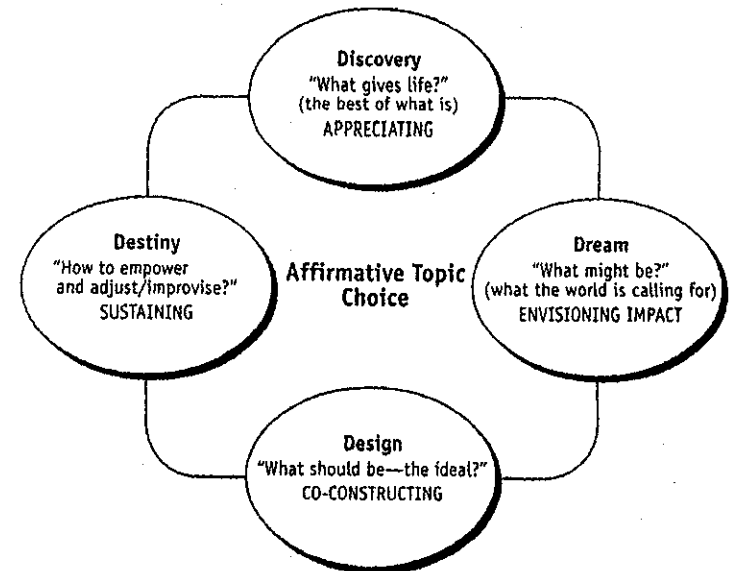 Discovery
"What gives life?"
(the best of what is)
APPRECIATING
Destiny
"How to empower
and adjust/improvise?"
SUSTAINING
Affirmative Topic
Choice
Dream
"What might be?"
(what the world is calling for)
ENVISIONING IMPACT
Design
"What should be—the ideal?"
CO-CONSTRUCTING